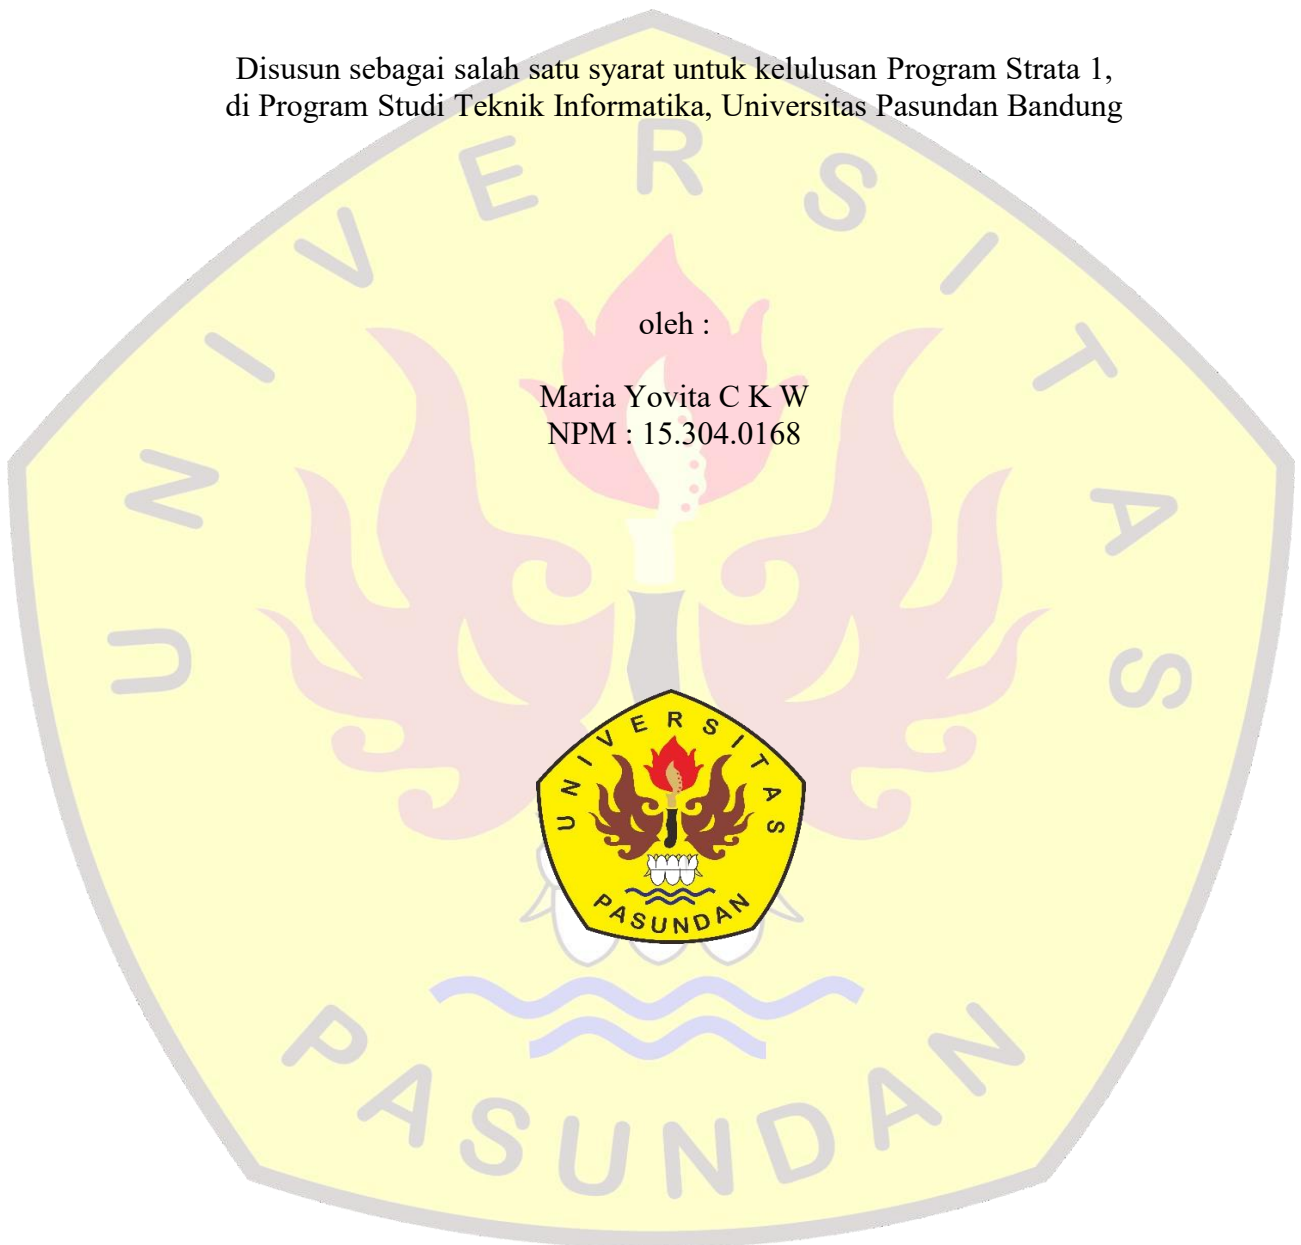 Disusun sebagai salah satu syarat untuk kelulusan Program Strata 1,
di Program Studi Teknik Informatika, Universitas Pasundan Bandung
oleh :
Maria Yovita C K W
NPM : 15.304.0168
UNIVERSITAS
PASUNDAN
UNIVERSITAS
PASUNDAN